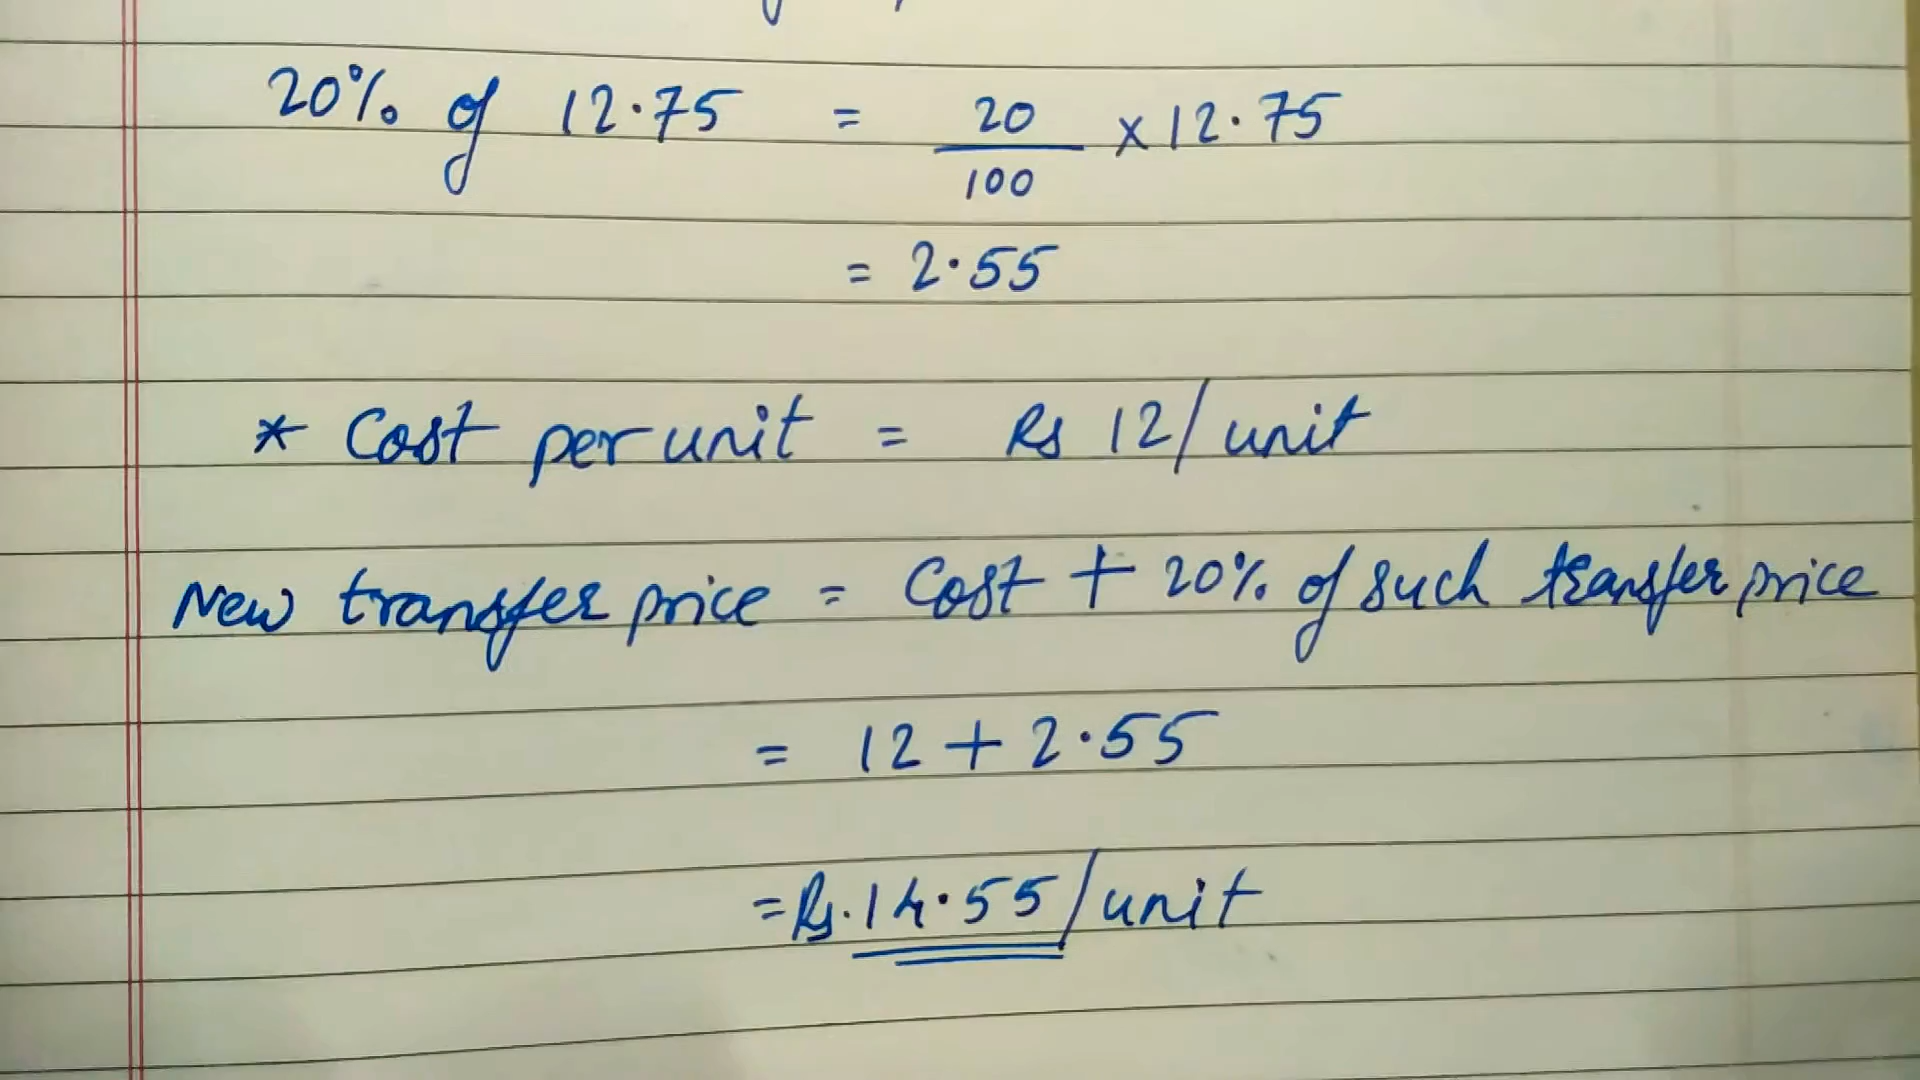 20% of 12.75 = 20/100 x 12.75
= 2.55
* Cost per unit = Rs 12/unit
New transfer price = Cost + 20% of such transfer price
= 12 + 2.55
= Rs. 14.55/unit